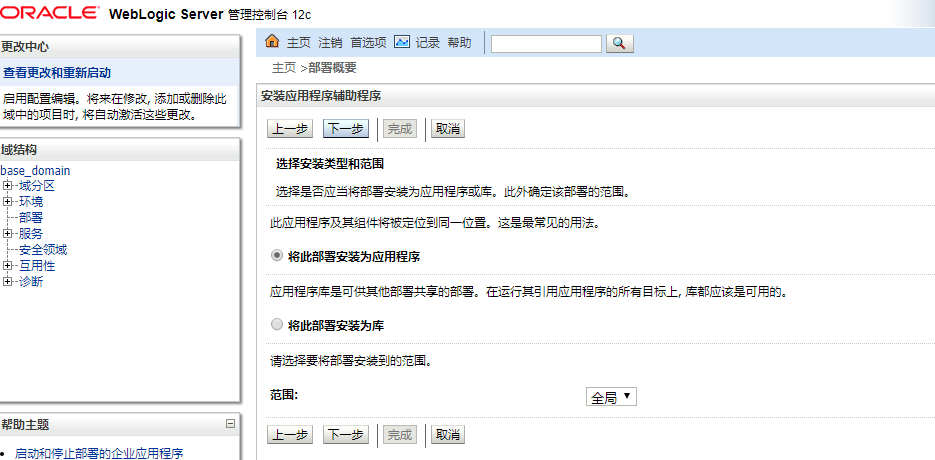 ORACLE WebLogic Server 管理控制台 12c
更改中心
查看更改和重新启动
启用配置编辑。将来在修改, 添加或删除此
域中的项目时, 将自动激活这些更改。
域结构
base_domain
域分区
环境
部署
服务
安全领域
互用性
诊断
帮助主题
启动和停止部署的企业应用程序
主页 注销 首选项 记录 帮助
主页 >部署概要
安装应用程序辅助程序
上一步 下一步 完成 取消
选择安装类型和范围
选择是否应当将部署安装为应用程序或库。此外确定该部署的范围。
此应用程序及其组件将被定位到同一位置。这是最常见的用法。
将此部署安装为应用程序
应用程序库是可供其他部署共享的部署。在运行其引用应用程序的所有目标上, 库都应该是可用的。
将此部署安装为库
请选择要将部署安装到的范围。
范围: 全局
上一步 下一步 完成 取消